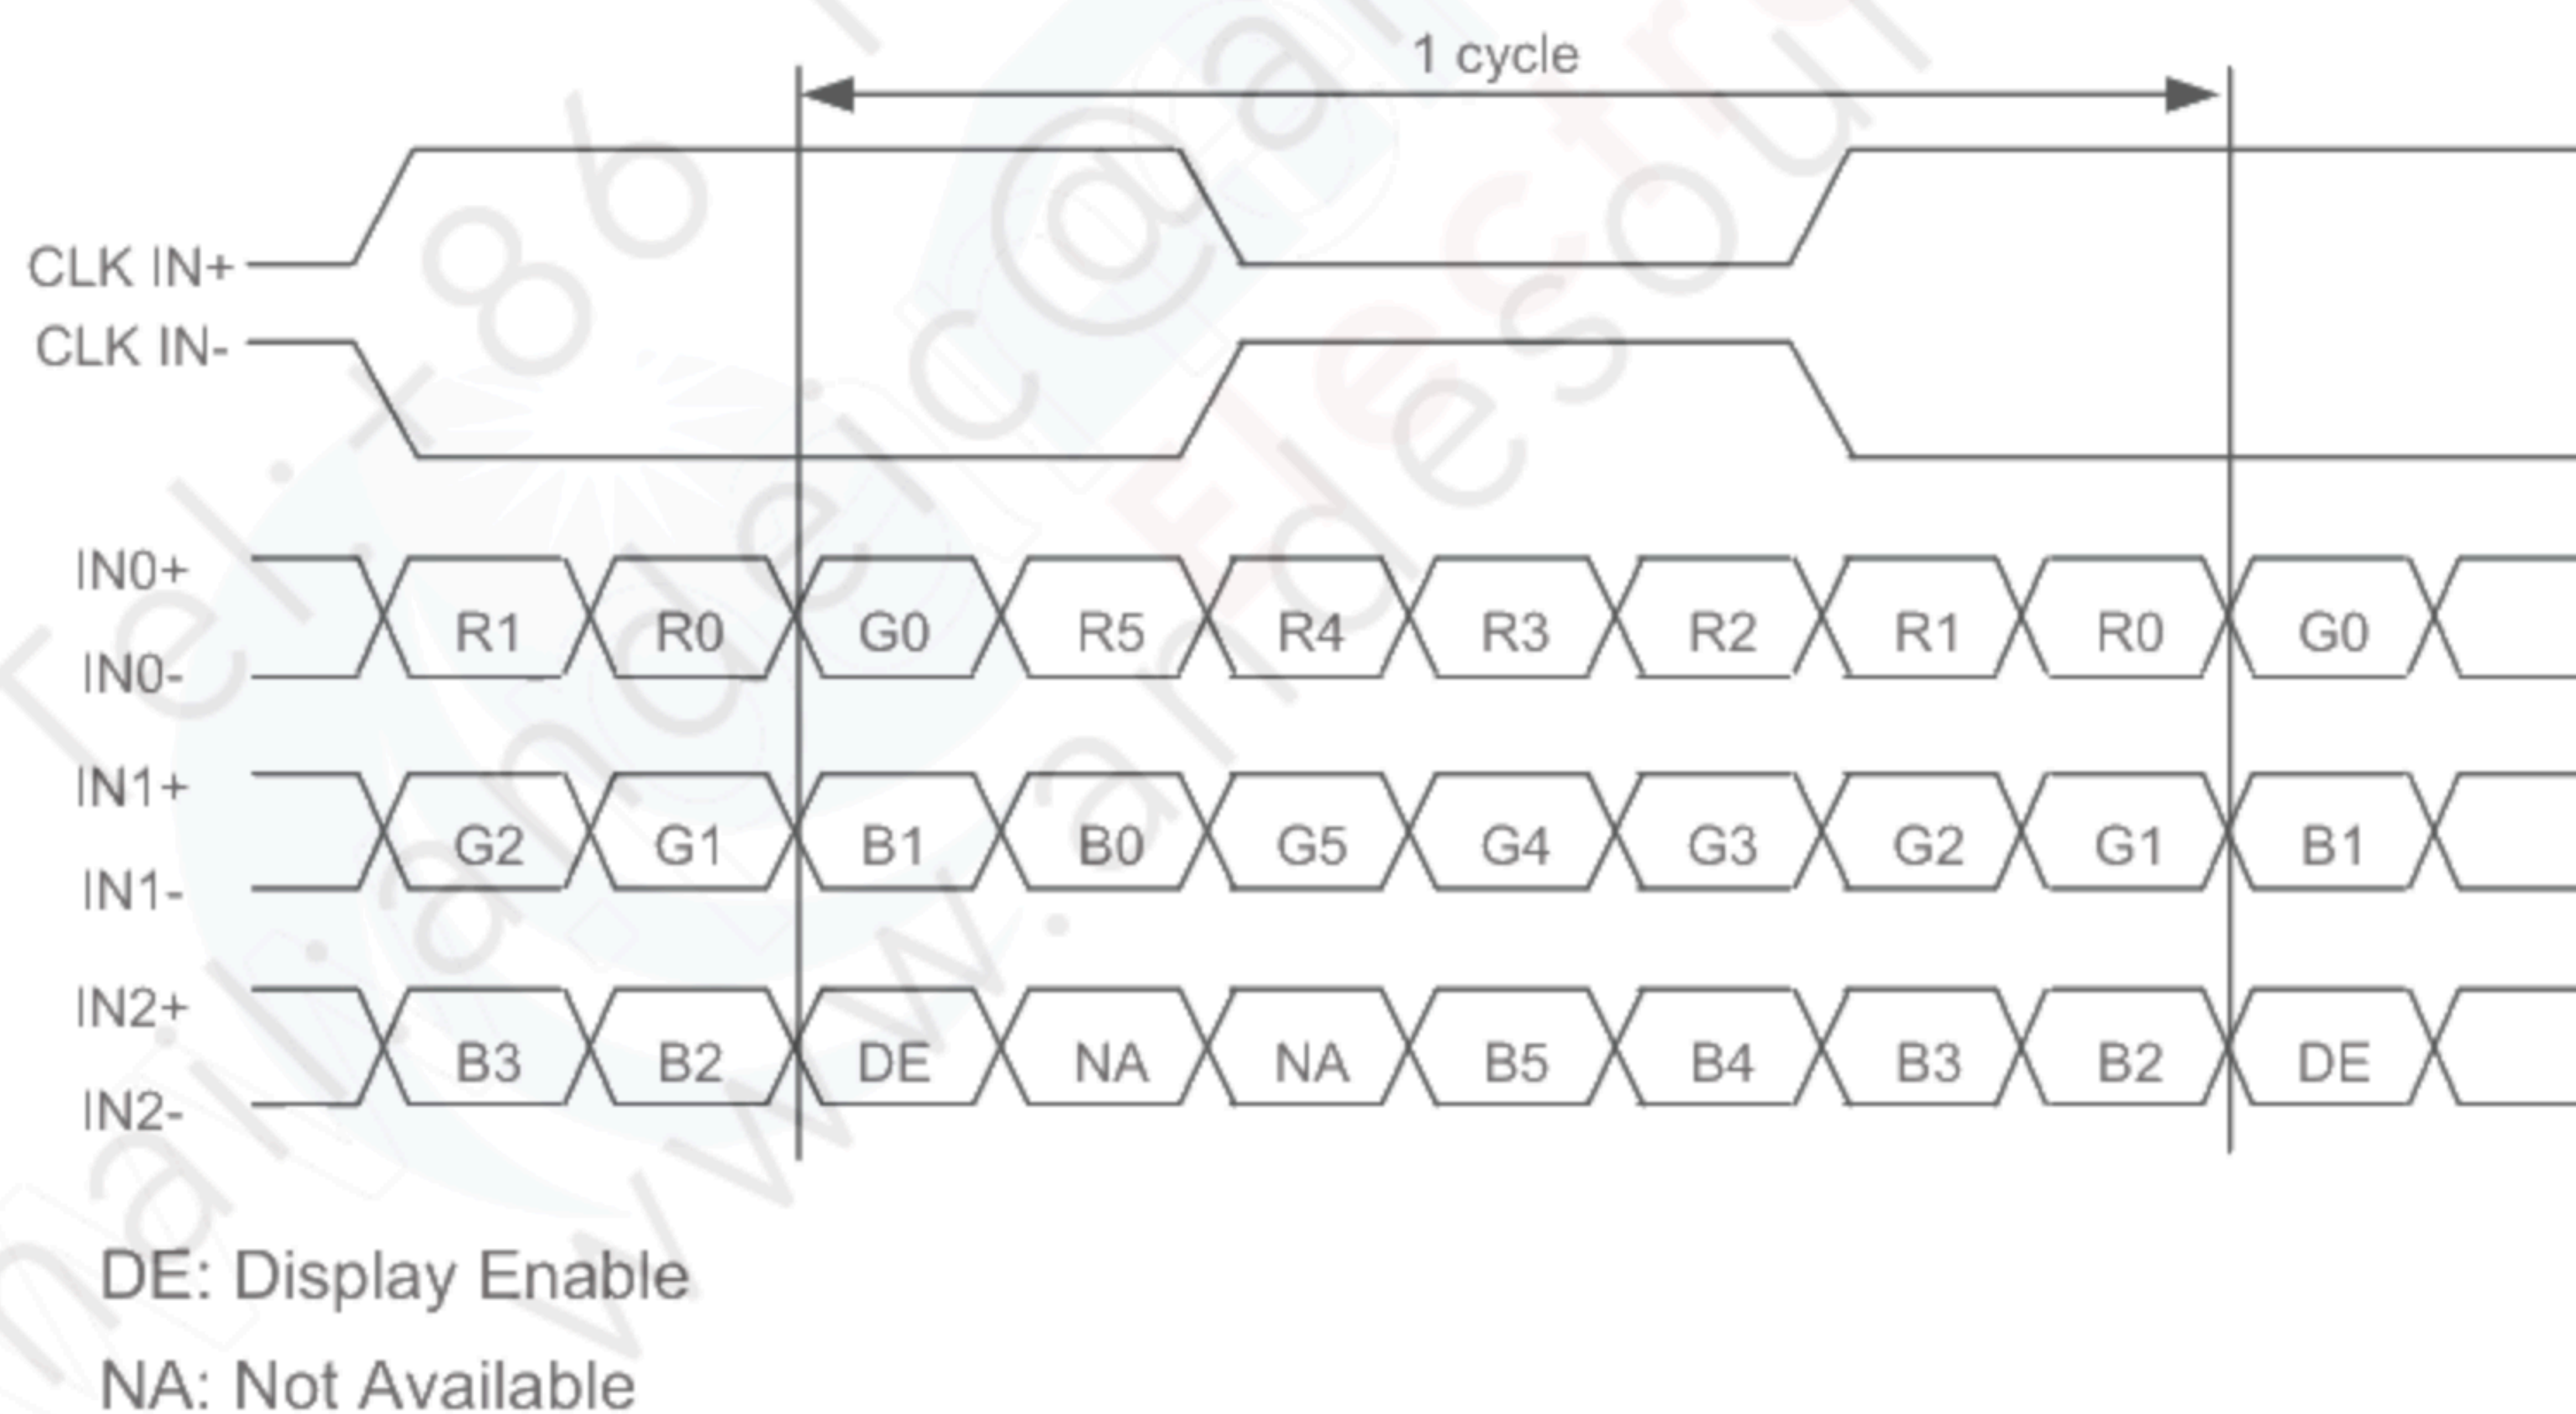 1 cycle
CLK IN+
CLK IN-
IN0+
R1 R0 G0 R5 R4 R3 R2 R1 R0 G0
IN0-
IN1+
G2 G1 B1 B0 G5 G4 G3 G2 G1 B1
IN1-
IN2+
B3 B2 DE NA NA B5 B4 B3 B2 DE
IN2-
DE: Display Enable
NA: Not Available